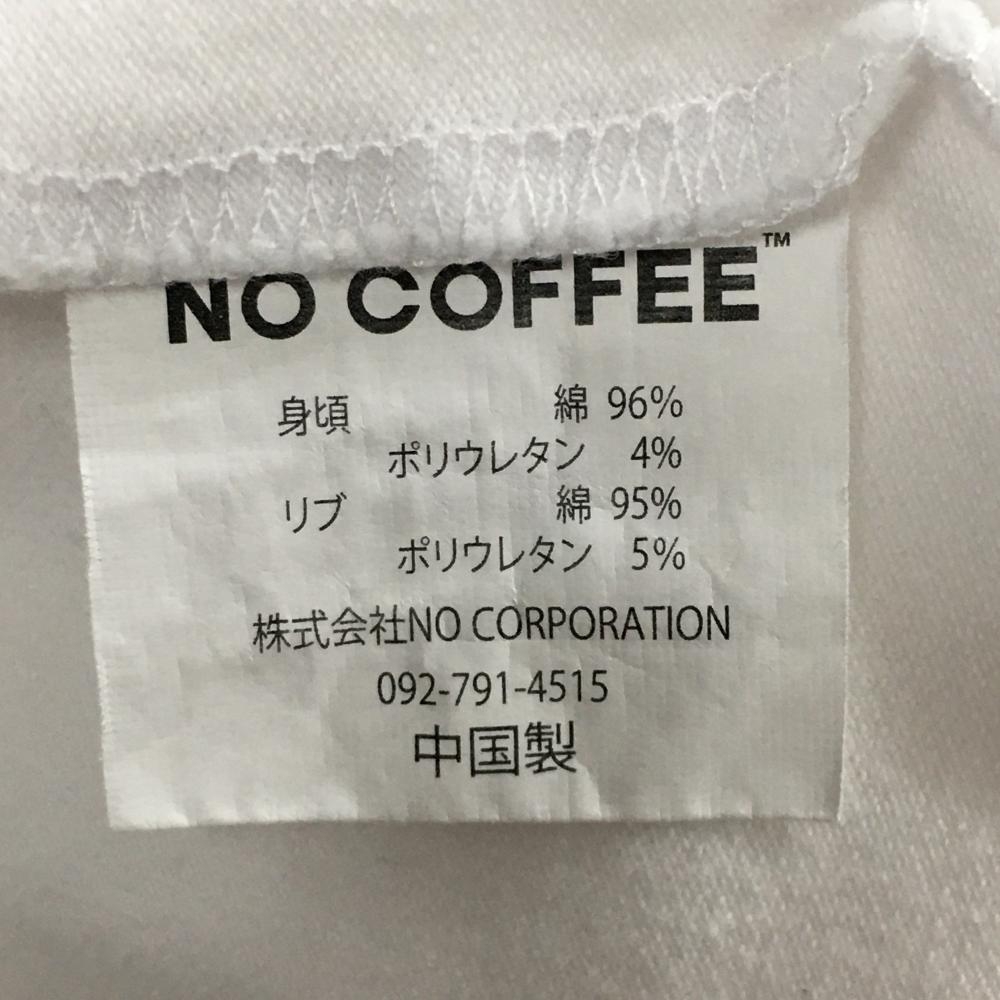 NO COFFEE™
身頃 綿 96%
ポリウレタン 4%
リブ 綿 95%
ポリウレタン 5%
株式会社NO CORPORATION
092-791-4515
中国製